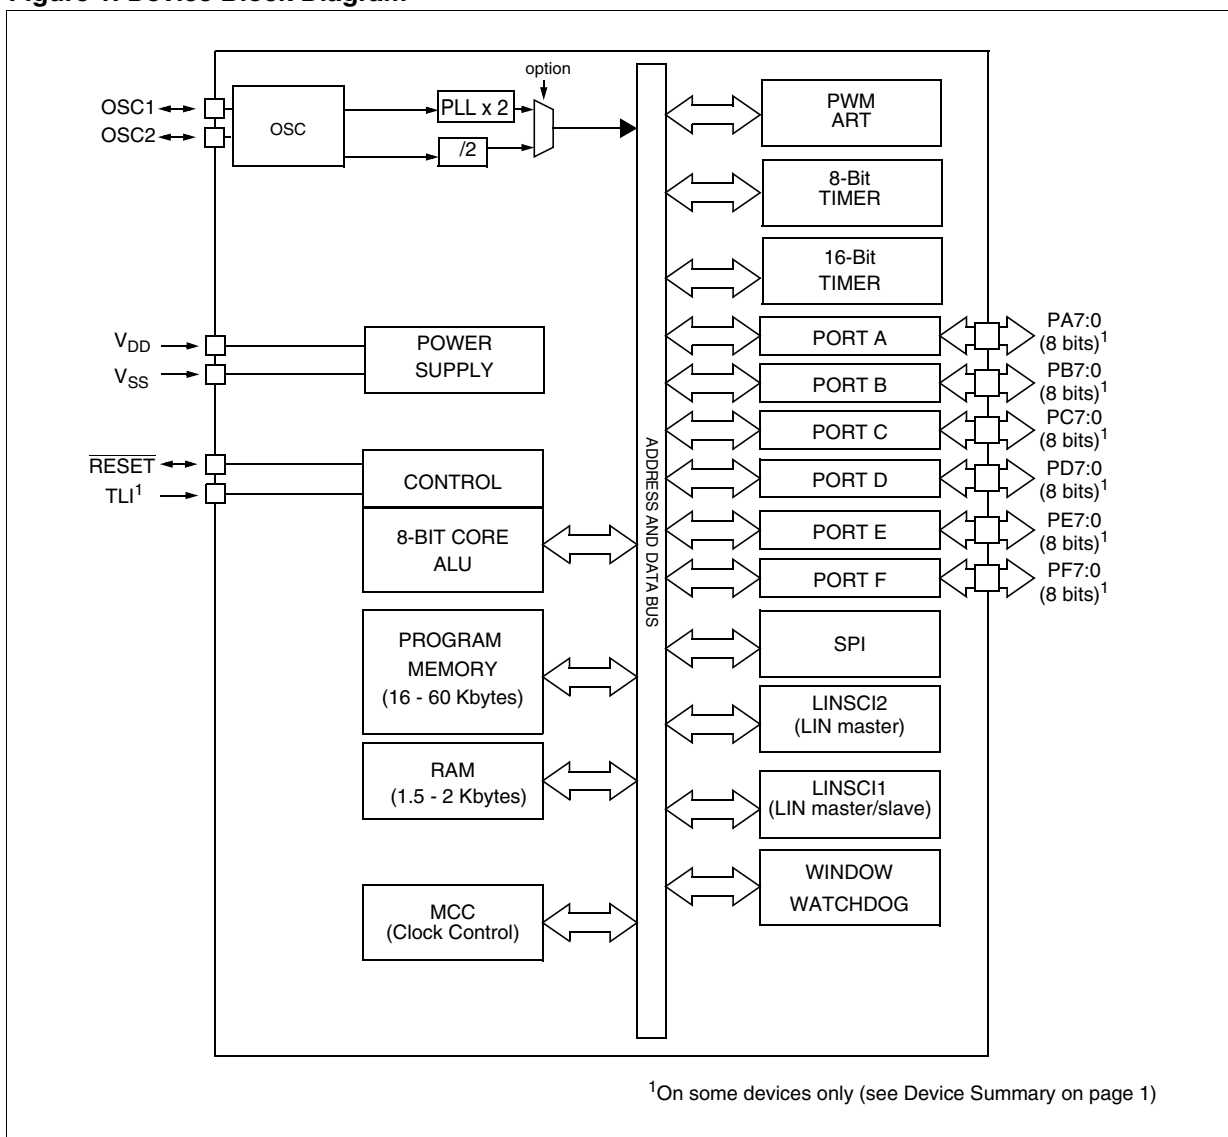 Figure 1. Device Block Diagram
option
OSC1
OSC2
OSC
PLL x 2
/2
PWM
ART
8-Bit
TIMER
16-Bit
TIMER
VDD
VSS
POWER
SUPPLY
RESET
TLI1
CONTROL
8-BIT CORE
ALU
PROGRAM
MEMORY
(16 - 60 Kbytes)
RAM
(1.5 - 2 Kbytes)
MCC
(Clock Control)
ADDRESS AND DATA BUS
PORT A
PA7:0
(8 bits)1
PORT B
PB7:0
(8 bits)1
PORT C
PC7:0
(8 bits)1
PORT D
PD7:0
(8 bits)1
PORT E
PE7:0
(8 bits)1
PORT F
PF7:0
(8 bits)1
SPI
LINSCI2
(LIN master)
LINSCI1
(LIN master/slave)
WINDOW
WATCHDOG
1On some devices only (see Device Summary on page 1)